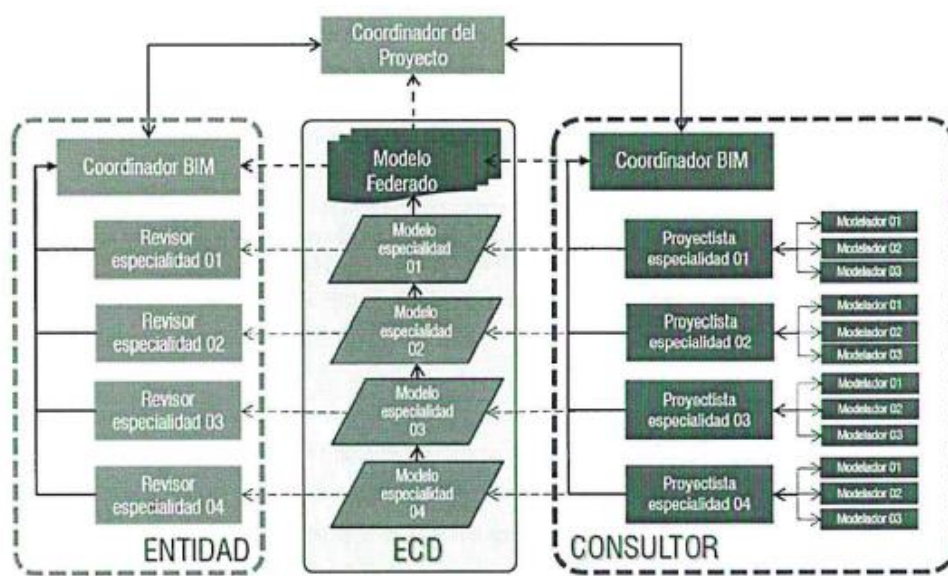 Coordinador del
Proyecto
Coordinador BIM
Modelo
Federado
Coordinador BIM
Revisor
especialidad 01
Modelo
especialidad
01
Proyectista
especialidad 01
Modelador 01
Modelador 02
Modelador 03
Revisor
especialidad 02
Modelo
especialidad
02
Proyectista
especialidad 02
Modelador 01
Modelador 02
Modelador 03
Revisor
especialidad 03
Modelo
especialidad
03
Proyectista
especialidad 03
Modelador 01
Modelador 02
Modelador 03
Revisor
especialidad 04
Modelo
especialidad
04
Proyectista
especialidad 04
Modelador 01
Modelador 02
Modelador 03
ENTIDAD
ECD
CONSULTOR